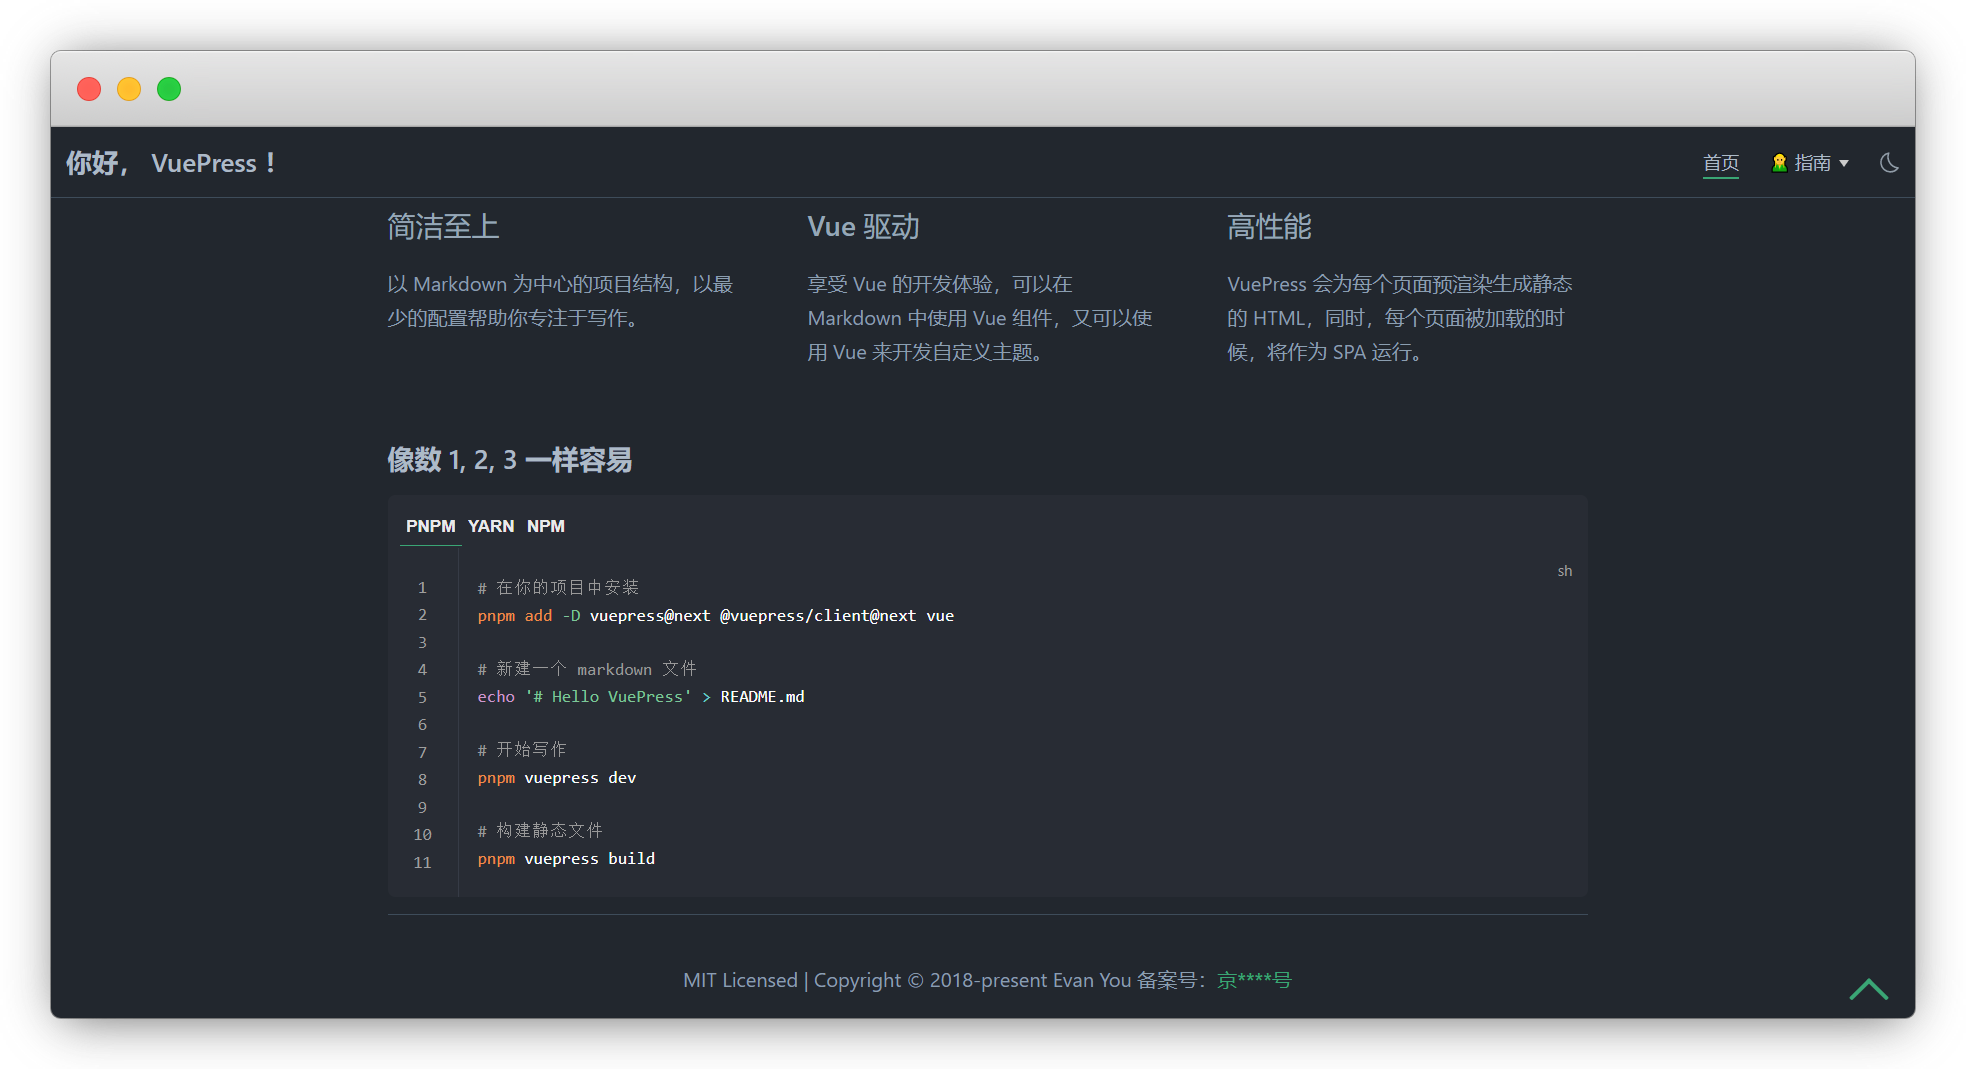 你好， VuePress！
首页 指南
简洁至上
以 Markdown 为中心的项目结构，以最
少的配置帮助你专注于写作。
Vue 驱动
享受 Vue 的开发体验，可以在
Markdown 中使用 Vue 组件，又可以使
用 Vue 来开发自定义主题。
高性能
VuePress 会为每个页面预渲染生成静态
的 HTML，同时，每个页面被加载的时
候，将作为 SPA 运行。
像数 1, 2, 3 一样容易
PNPM YARN NPM
sh
1 # 在你的项目中安装
2 pnpm add -D vuepress@next @vuepress/client@next vue
3
4 # 新建一个 markdown 文件
5 echo '# Hello VuePress' > README.md
6
7 # 开始写作
8 pnpm vuepress dev
9
10 # 构建静态文件
11 pnpm vuepress build
MIT Licensed | Copyright © 2018-present Evan You 备案号：京****号